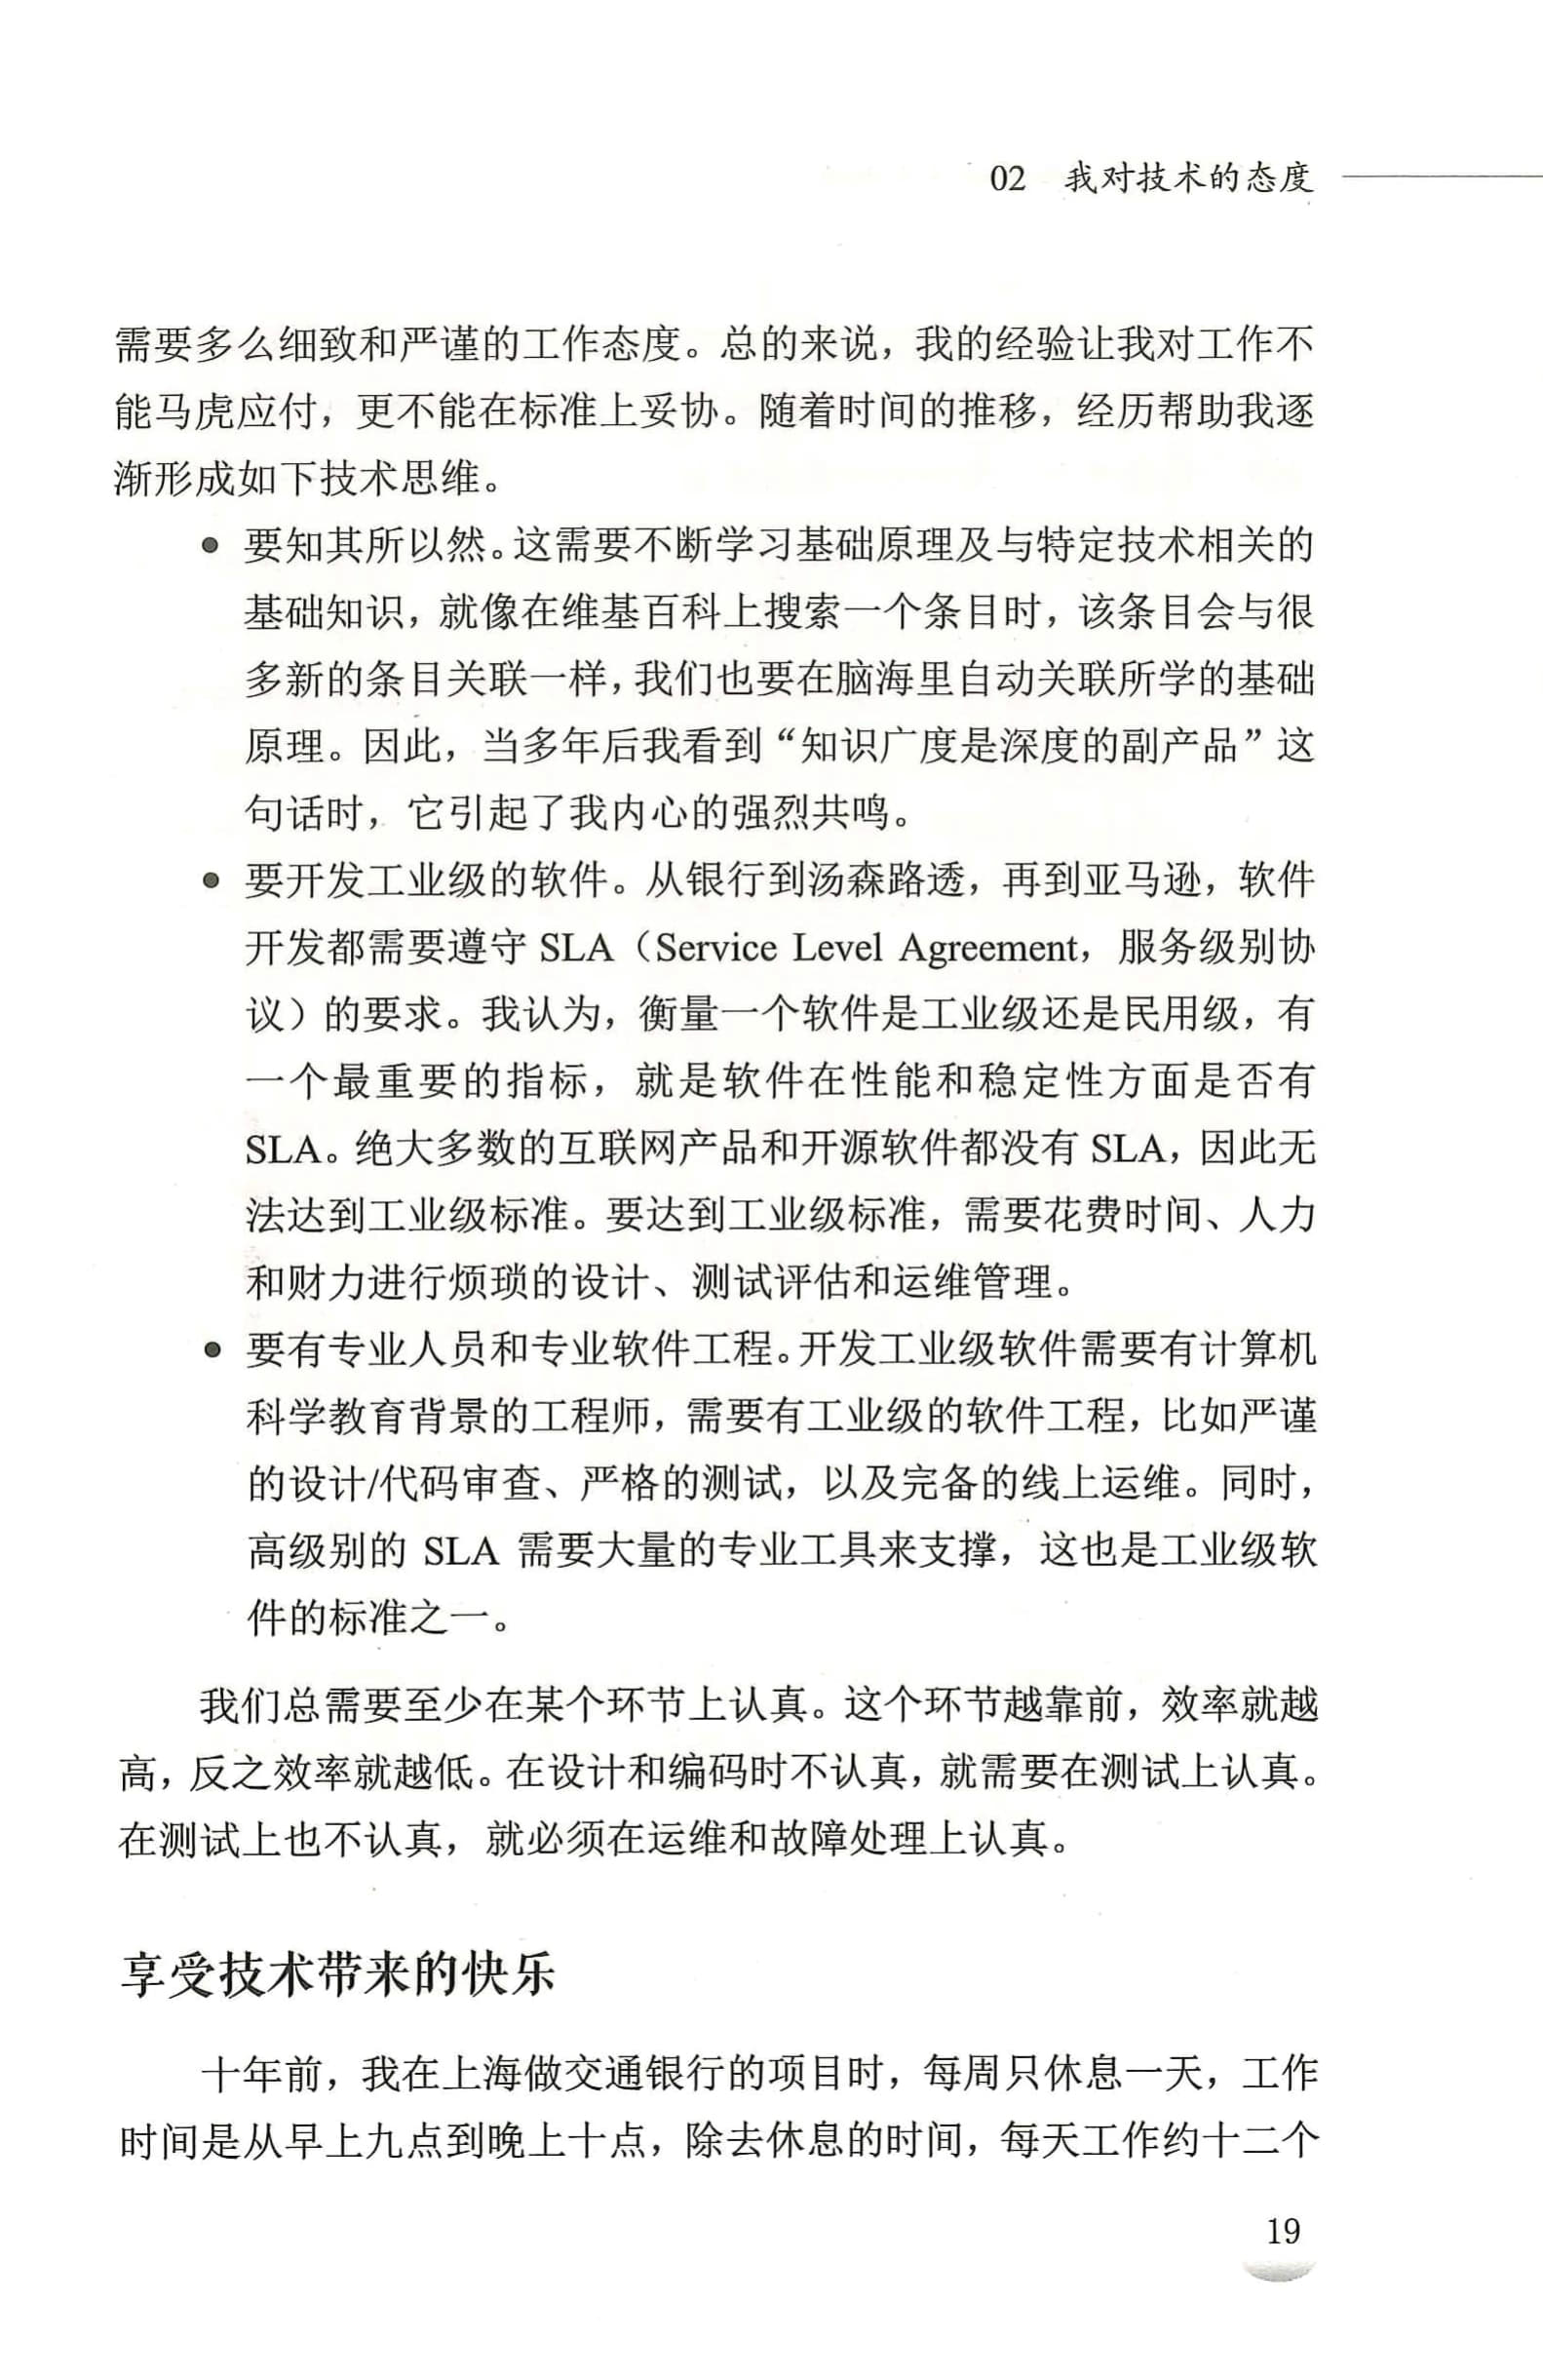 02 我对技术的态度
需要多么细致和严谨的工作态度。总的来说，我的经验让我对工作不
能马虎应付，更不能在标准上妥协。随着时间的推移，经历帮助我逐
渐形成如下技术思维。
● 要知其所以然。这需要不断学习基础原理及与特定技术相关的
基础知识，就像在维基百科上搜索一个条目时，该条目会与很
多新的条目关联一样，我们也要在脑海里自动关联所学的基础
原理。因此，当多年后我看到“知识广度是深度的副产品”这
句话时，它引起了我内心的强烈共鸣。
● 要开发工业级的软件。从银行到汤森路透，再到亚马逊，软件
开发都需要遵守 SLA（Service Level Agreement，服务级别协
议）的要求。我认为，衡量一个软件是工业级还是民用级，有
一个最重要的指标，就是软件在性能和稳定性方面是否有
SLA。绝大多数的互联网产品和开源软件都没有 SLA，因此无
法达到工业级标准。要达到工业级标准，需要花费时间、人力
和财力进行烦琐的设计、测试评估和运维管理。
● 要有专业人员和专业软件工程。开发工业级软件需要有计算机
科学教育背景的工程师，需要有工业级的软件工程，比如严谨
的设计/代码审查、严格的测试，以及完备的线上运维。同时，
高级别的 SLA 需要大量的专业工具来支撑，这也是工业级软
件的标准之一。
我们总需要至少在某个环节上认真。这个环节越靠前，效率就越
高，反之效率就越低。在设计和编码时不认真，就需要在测试上认真。
在测试上也不认真，就必须在运维和故障处理上认真。
享受技术带来的快乐
十年前，我在上海做交通银行的项目时，每周只休息一天，工作
时间是从早上九点到晚上十点，除去休息的时间，每天工作约十二个
19